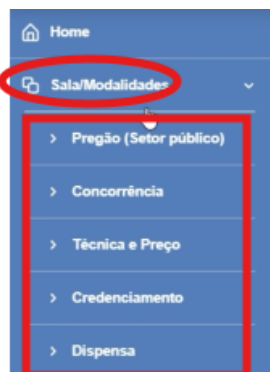 Home
Sala/Modalidades
Pregão (Setor público)
Concorrência
Técnica e Preço
Credenciamento
Dispensa